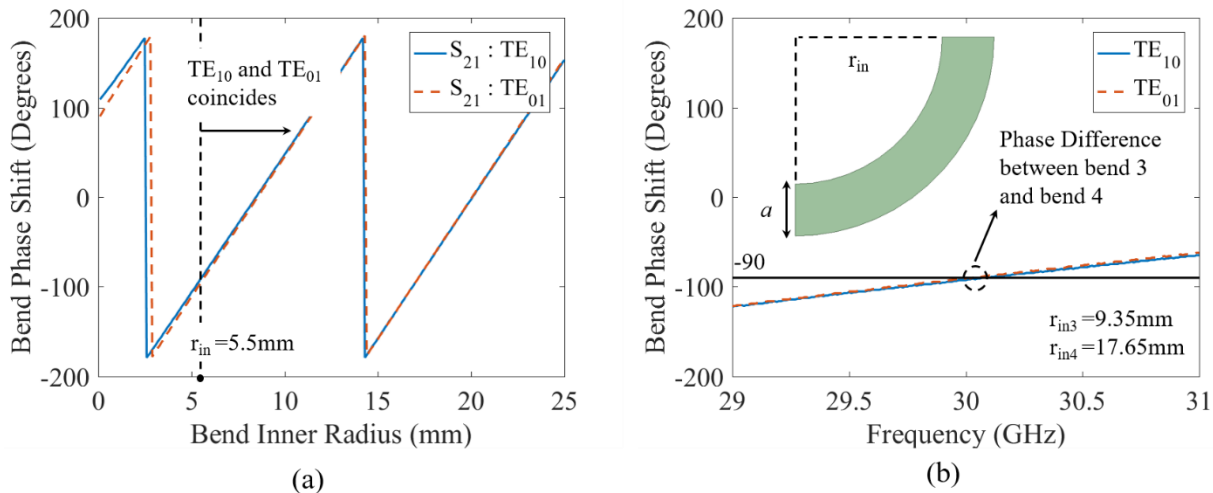 200
100
0
-100
-200
Bend Phase Shift (Degrees)
TE10 and TE01
coincides
S21 : TE10
S21 : TE01
rin =5.5mm
0
5
10
15
20
25
Bend Inner Radius (mm)
(a)
200
100
0
-100
-200
Bend Phase Shift (Degrees)
rin
a
TE10
TE01
Phase Difference
between bend 3
and bend 4
-90
rin3=9.35mm
rin4=17.65mm
29
29.5
30
30.5
31
Frequency (GHz)
(b)